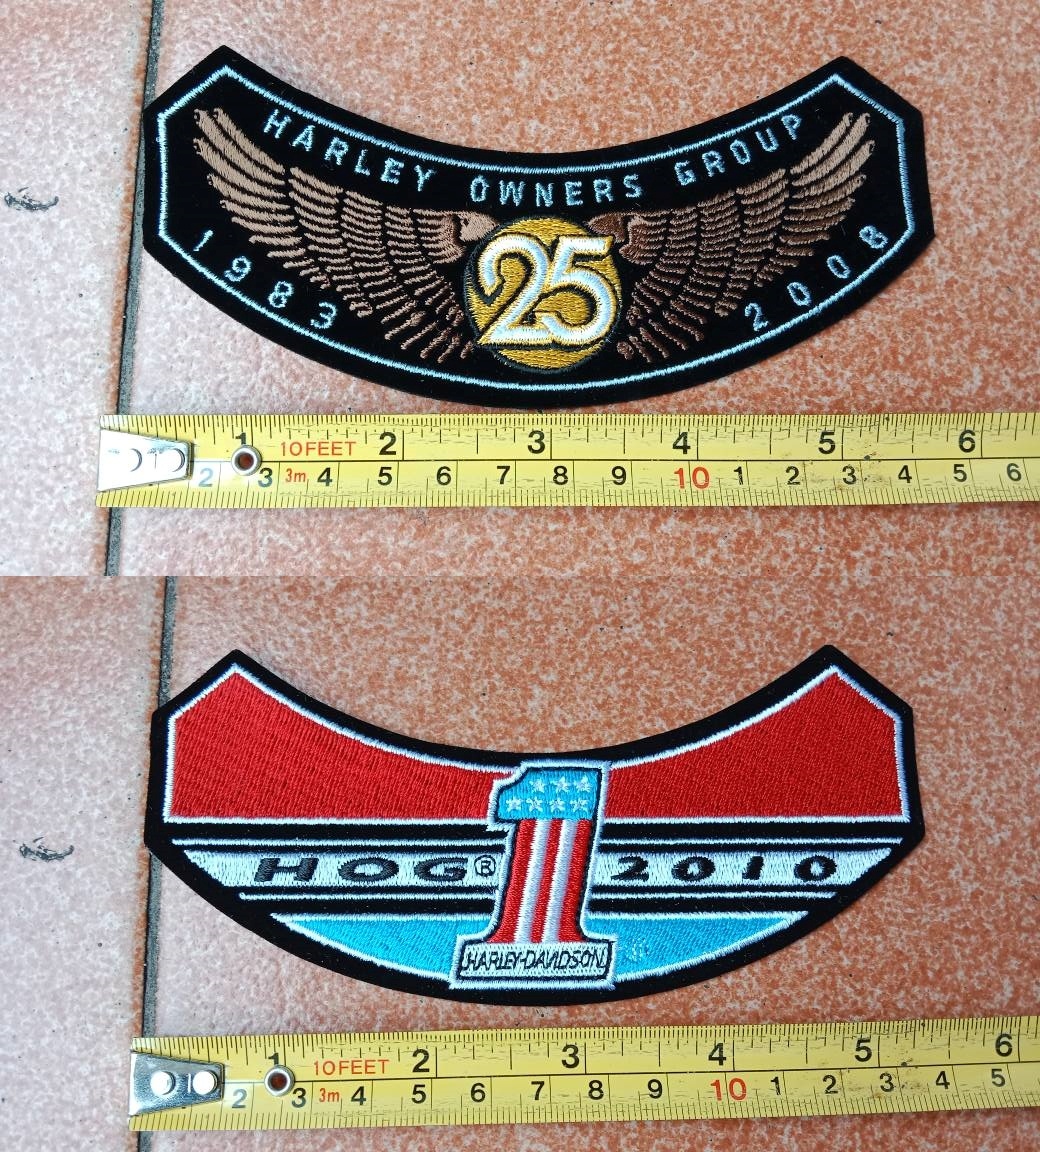 HARLEY OWNERS GROUP
25
1983 2008
1 10FEET 2 3 4 5 6
2 3 3m 4 5 6 7 8 9 10 1 2 3 4 5 6
HOG® 1 2010
HARLEY-DAVIDSON
1 10FEET 2 3 4 5 6
2 3 3m 4 5 6 7 8 9 10 1 2 3 4 5